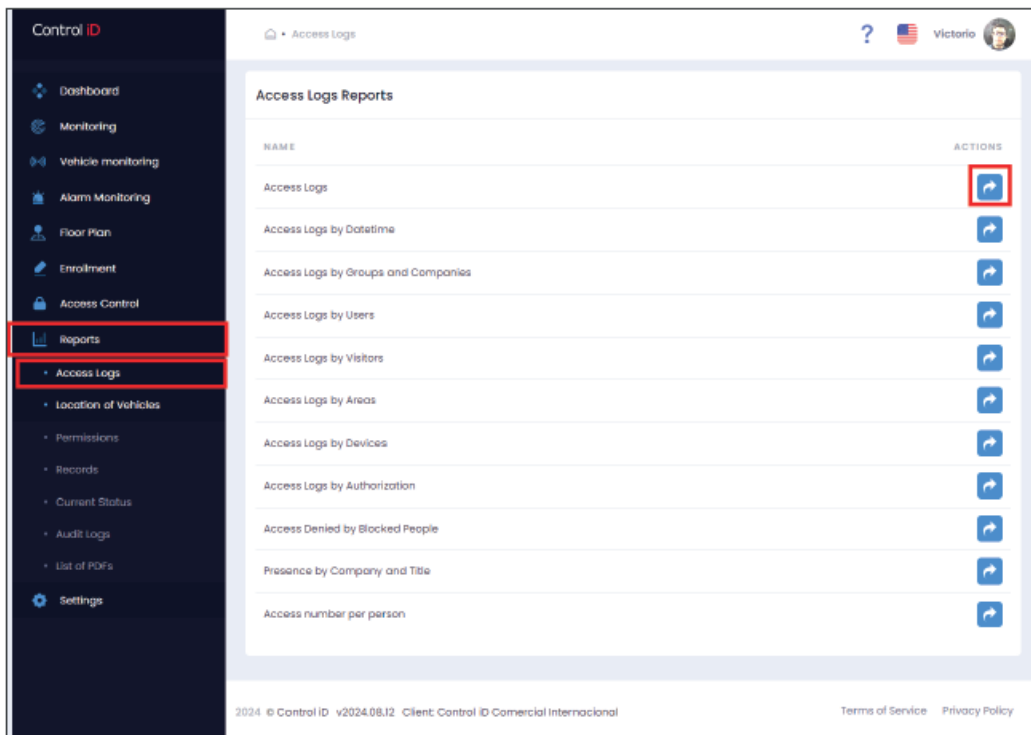 Control iD
Access Logs
?
Victorio
Dashboard
Monitoring
Vehicle monitoring
Alarm Monitoring
Floor Plan
Enrollment
Access Control
Reports
Access Logs
Location of Vehicles
Permissions
Records
Current Status
Audit Logs
List of PDFs
Settings
Access Logs Reports
NAME ACTIONS
Access Logs
Access Logs by Datetime
Access Logs by Groups and Companies
Access Logs by Users
Access Logs by Visitors
Access Logs by Areas
Access Logs by Devices
Access Logs by Authorization
Access Denied by Blocked People
Presence by Company and Title
Access number per person
2024 © Control iD v2024.08.12 Client: Control iD Comercial Internacional
Terms of Service Privacy Policy